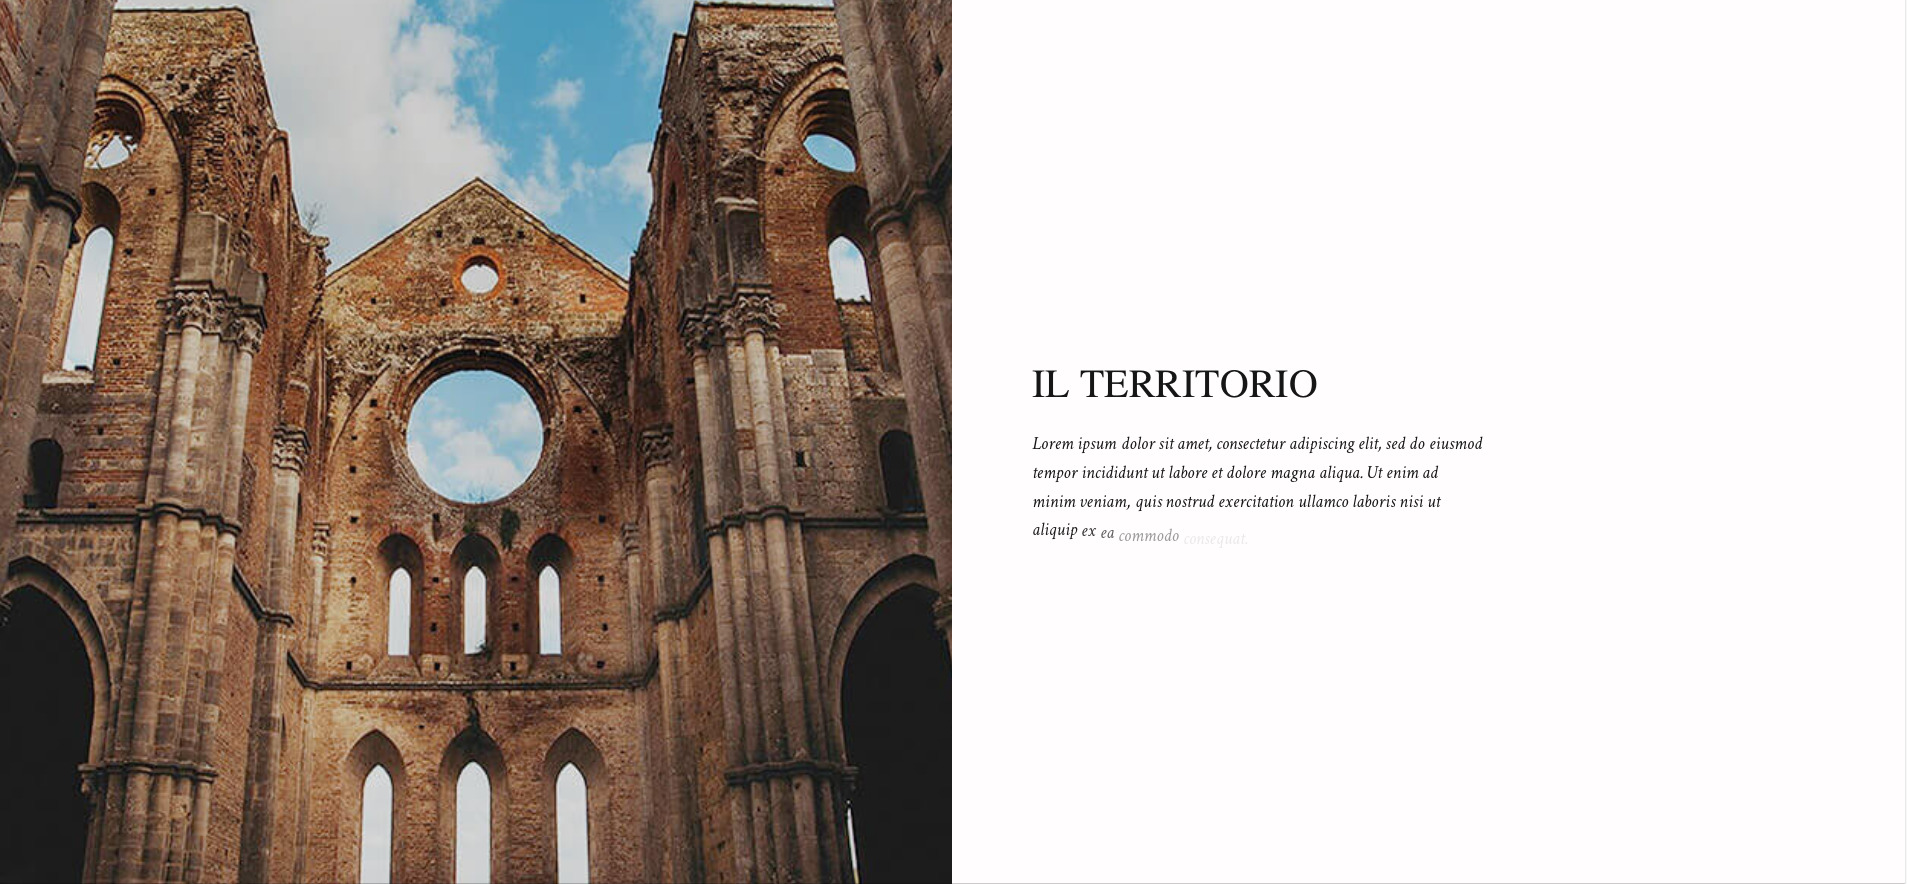 IL TERRITORIO
Lorem ipsum dolor sit amet, consectetur adipiscing elit, sed do eiusmod
tempor incididunt ut labore et dolore magna aliqua. Ut enim ad
minim veniam, quis nostrud exercitation ullamco laboris nisi ut
aliquip ex ea commodo consequat.